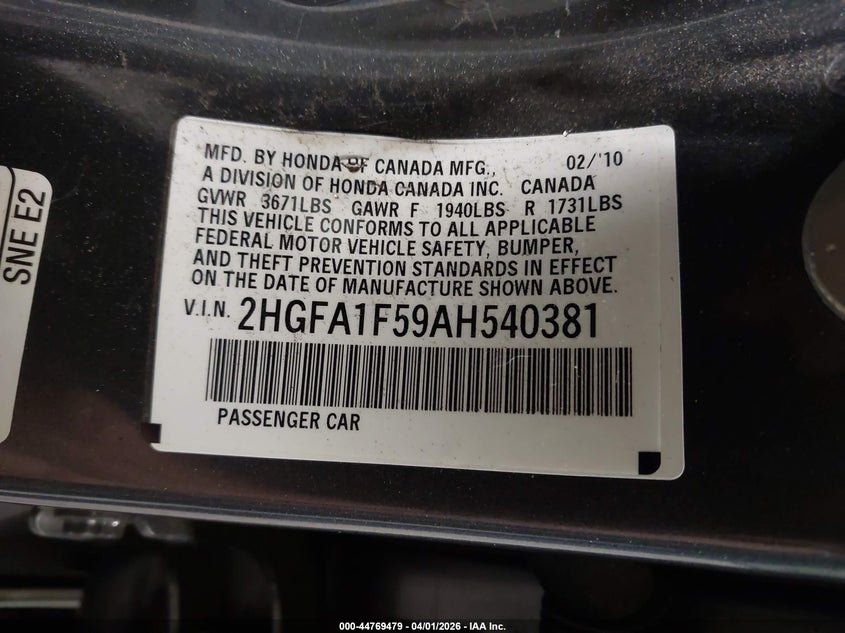 MFD. BY HONDA OF CANADA MFG., 02/'10
A DIVISION OF HONDA CANADA INC. CANADA
GVWR 3671LBS GAWR F 1940LBS R 1731LBS
THIS VEHICLE CONFORMS TO ALL APPLICABLE
FEDERAL MOTOR VEHICLE SAFETY, BUMPER,
AND THEFT PREVENTION STANDARDS IN EFFECT
ON THE DATE OF MANUFACTURE SHOWN ABOVE.
V.I.N. 2HGFA1F59AH540381
PASSENGER CAR
SNE E2
000-44769479 | 04/01/2026 - IAA Inc.